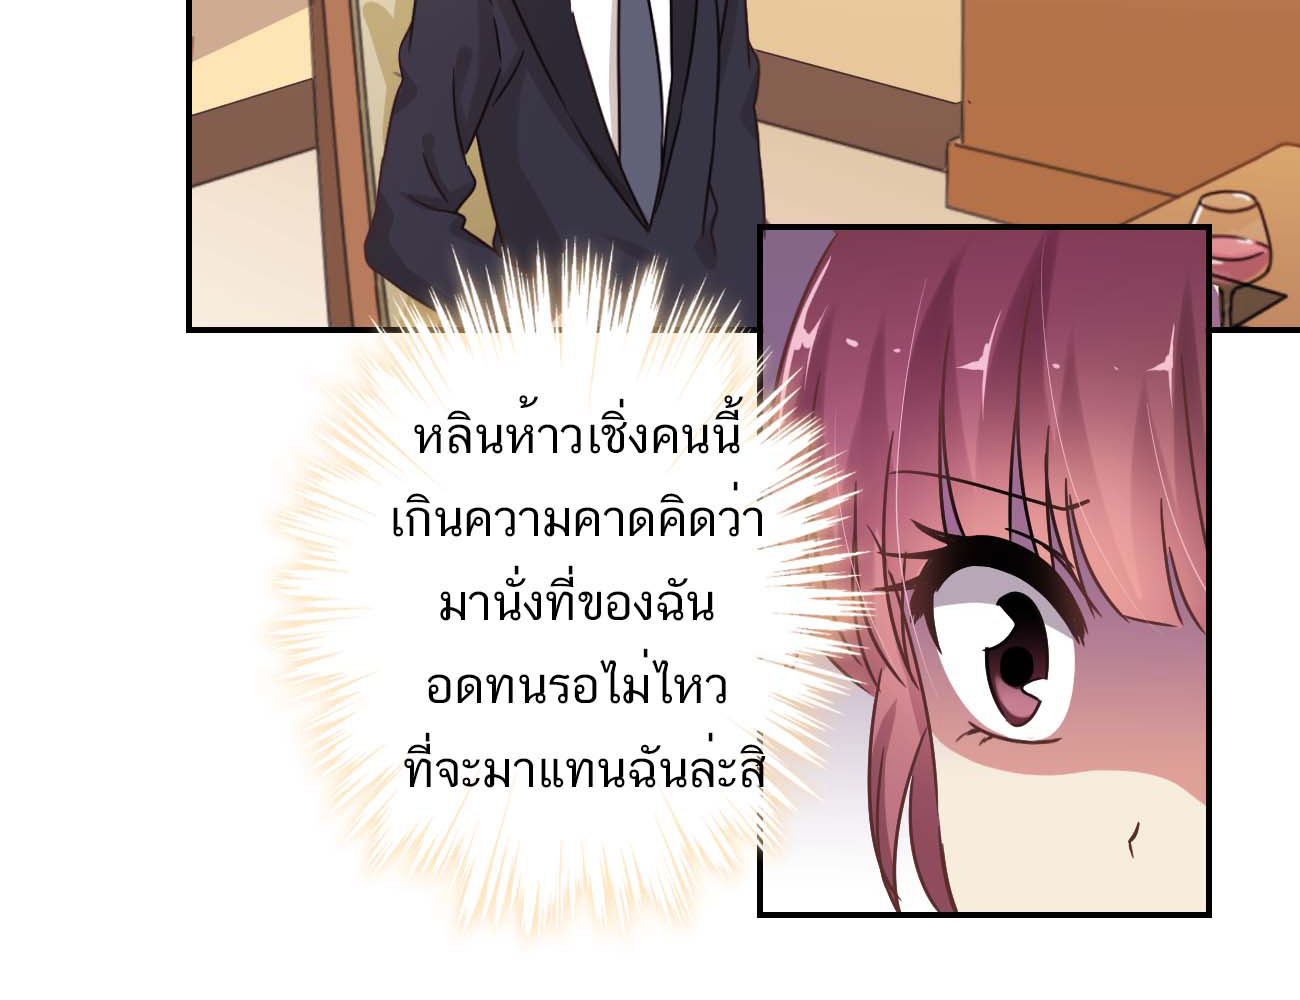 หลินห้าวเชิ่งคนนี้
เกินความคาดคิดว่า
มานั่งที่ของฉัน
อดทนรอไม่ไหว
ที่จะมาแทนฉันล่ะสิ